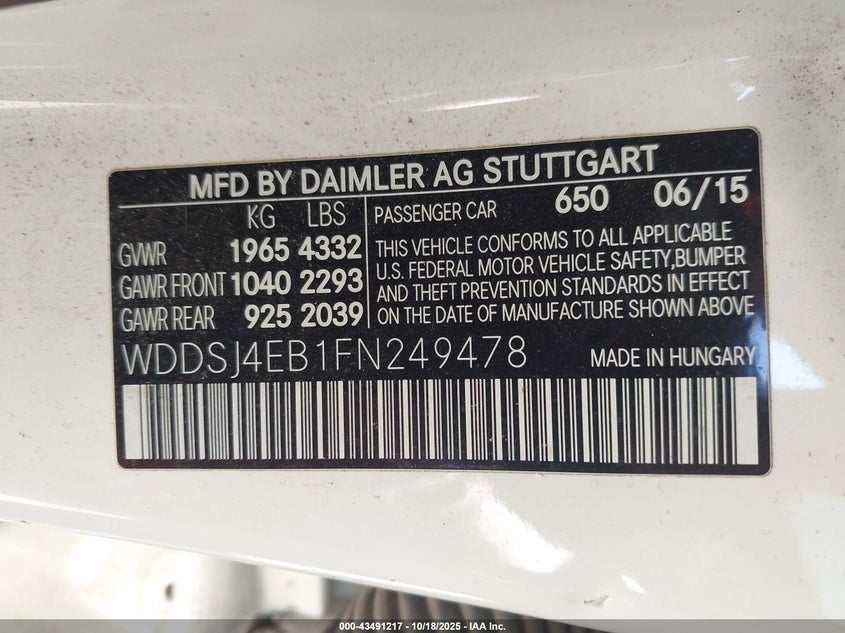 MFD BY DAIMLER AG STUTTGART
KG LBS
GVWR 1965 4332
GAWR FRONT 1040 2293
GAWR REAR 925 2039
PASSENGER CAR 650 06/15
THIS VEHICLE CONFORMS TO ALL APPLICABLE
U.S. FEDERAL MOTOR VEHICLE SAFETY,BUMPER
AND THEFT PREVENTION STANDARDS IN EFFECT
ON THE DATE OF MANUFACTURE SHOWN ABOVE
WDDSJ4EB1FN249478 MADE IN HUNGARY
000-43491217 - 10/18/2025 - IAA Inc.